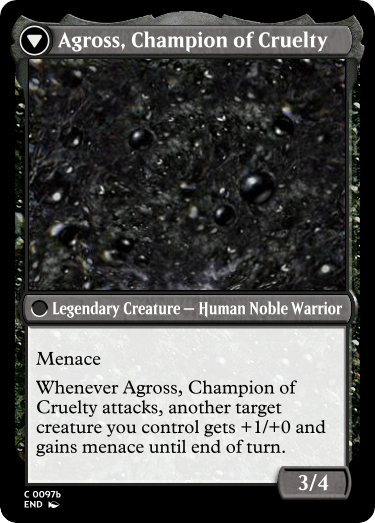 Agross, Champion of Cruelty
Legendary Creature — Human Noble Warrior
Menace
Whenever Agross, Champion of
Cruelty attacks, another target
creature you control gets +1/+0 and
gains menace until end of turn.
3/4
C 0097b
END